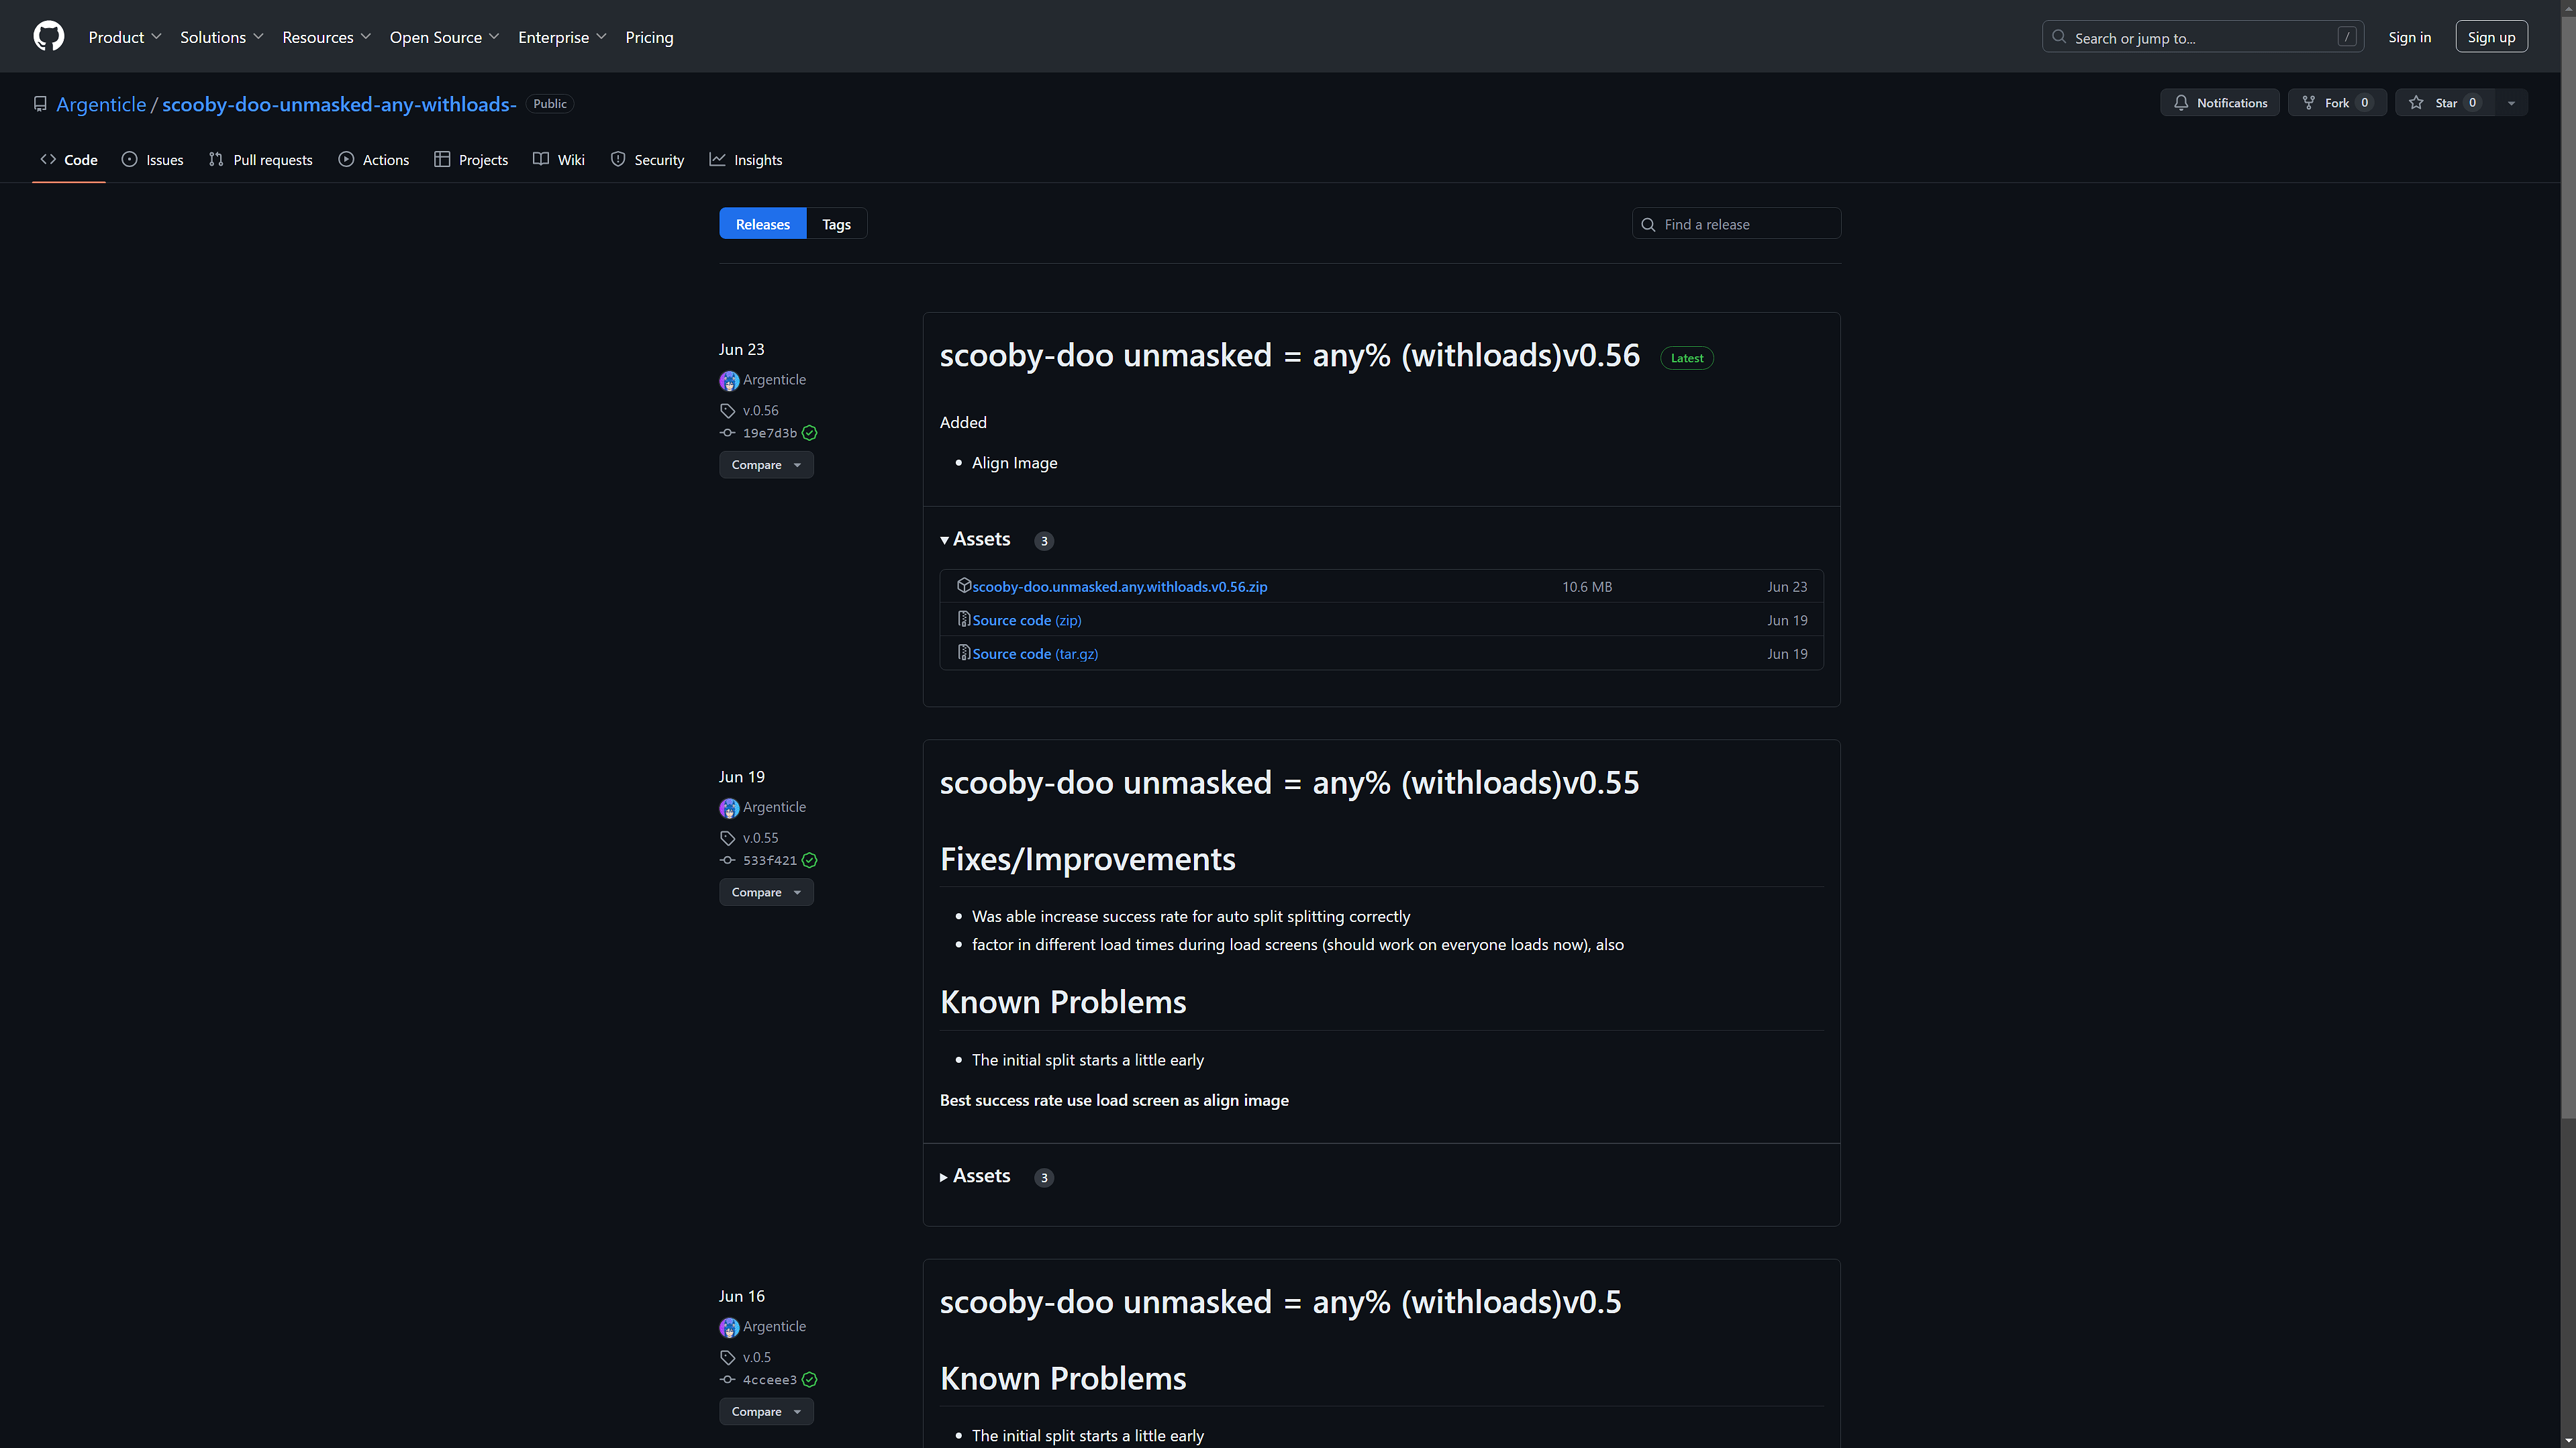 Product Solutions Resources Open Source Enterprise Pricing Search or jump to... / Sign in Sign up
Argenticle / scooby-doo-unmasked-any-withloads- Public Notifications Fork 0 Star 0
Code Issues Pull requests Actions Projects Wiki Security Insights
Releases Tags Find a release
Jun 23
Argenticle
v.0.56
19e7d3b
Compare
scooby-doo unmasked = any% (withloads)v0.56 Latest
Added
• Align Image
Assets 3
scooby-doo.unmasked.any.withloads.v0.56.zip 10.6 MB Jun 23
Source code (zip) Jun 19
Source code (tar.gz) Jun 19
Jun 19
Argenticle
v.0.55
533f421
Compare
scooby-doo unmasked = any% (withloads)v0.55
Fixes/Improvements
• Was able increase success rate for auto split splitting correctly
• factor in different load times during load screens (should work on everyone loads now), also
Known Problems
• The initial split starts a little early
Best success rate use load screen as align image
Assets 3
Jun 16
Argenticle
v.0.5
4cceee3
Compare
scooby-doo unmasked = any% (withloads)v0.5
Known Problems
• The initial split starts a little early